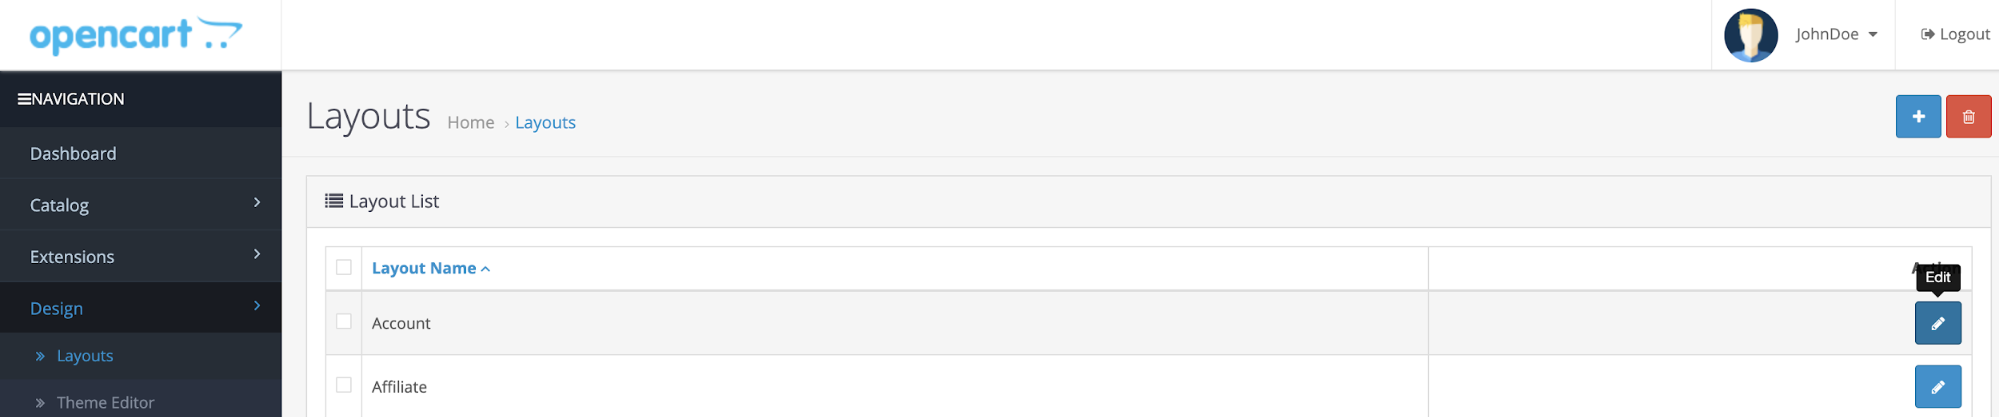 opencart
JohnDoe
Logout
NAVIGATION
Layouts Home › Layouts
Dashboard
Catalog
Layout List
Extensions
Layout Name
Edit
Design
Account
Layouts
Affiliate
Theme Editor